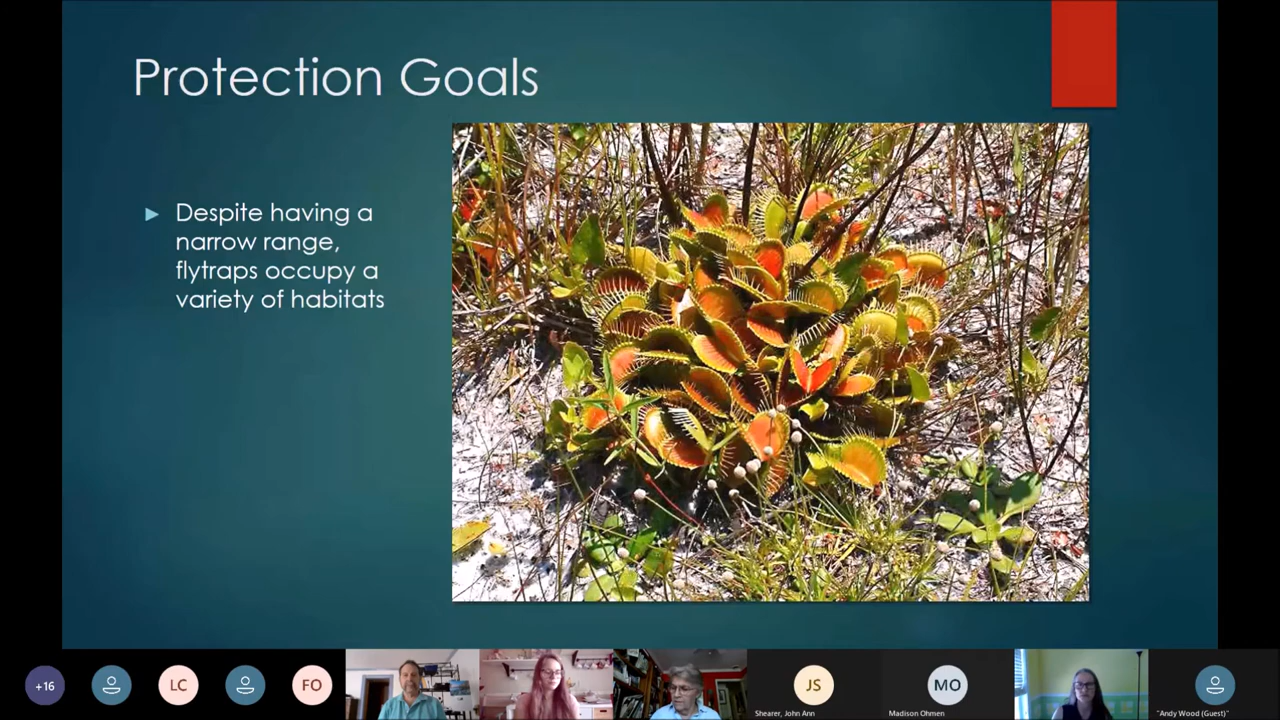 Protection Goals
Despite having a
narrow range,
flytraps occupy a
variety of habitats
+16
LC
FO
JS
Shearer, John Ann
MO
Madison Ohmen
"Andy Wood (Guest)"